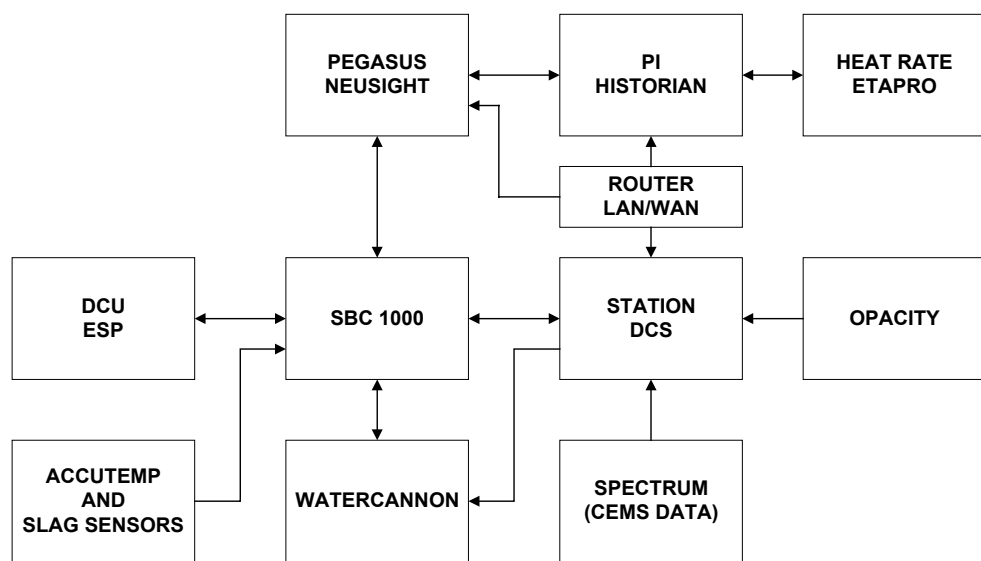 PEGASUS
NEUSIGHT
PI
HISTORIAN
HEAT RATE
ETAPRO
ROUTER
LAN/WAN
DCU
ESP
SBC 1000
STATION
DCS
OPACITY
ACCUTEMP
AND
SLAG SENSORS
WATERCANNON
SPECTRUM
(CEMS DATA)